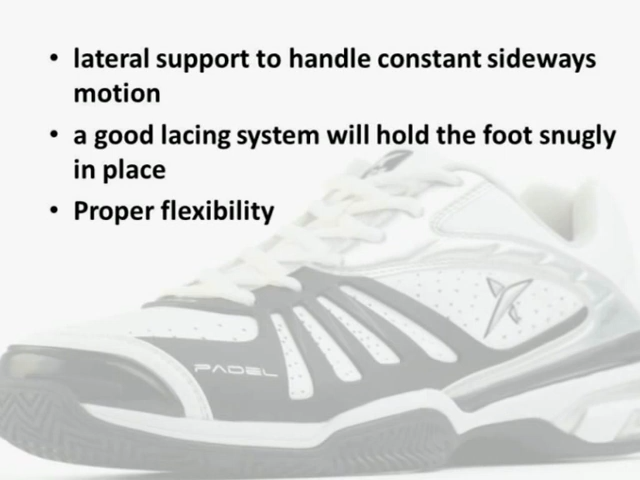 • lateral support to handle constant sideways
motion
• a good lacing system will hold the foot snugly
in place
• Proper flexibility
PADEL